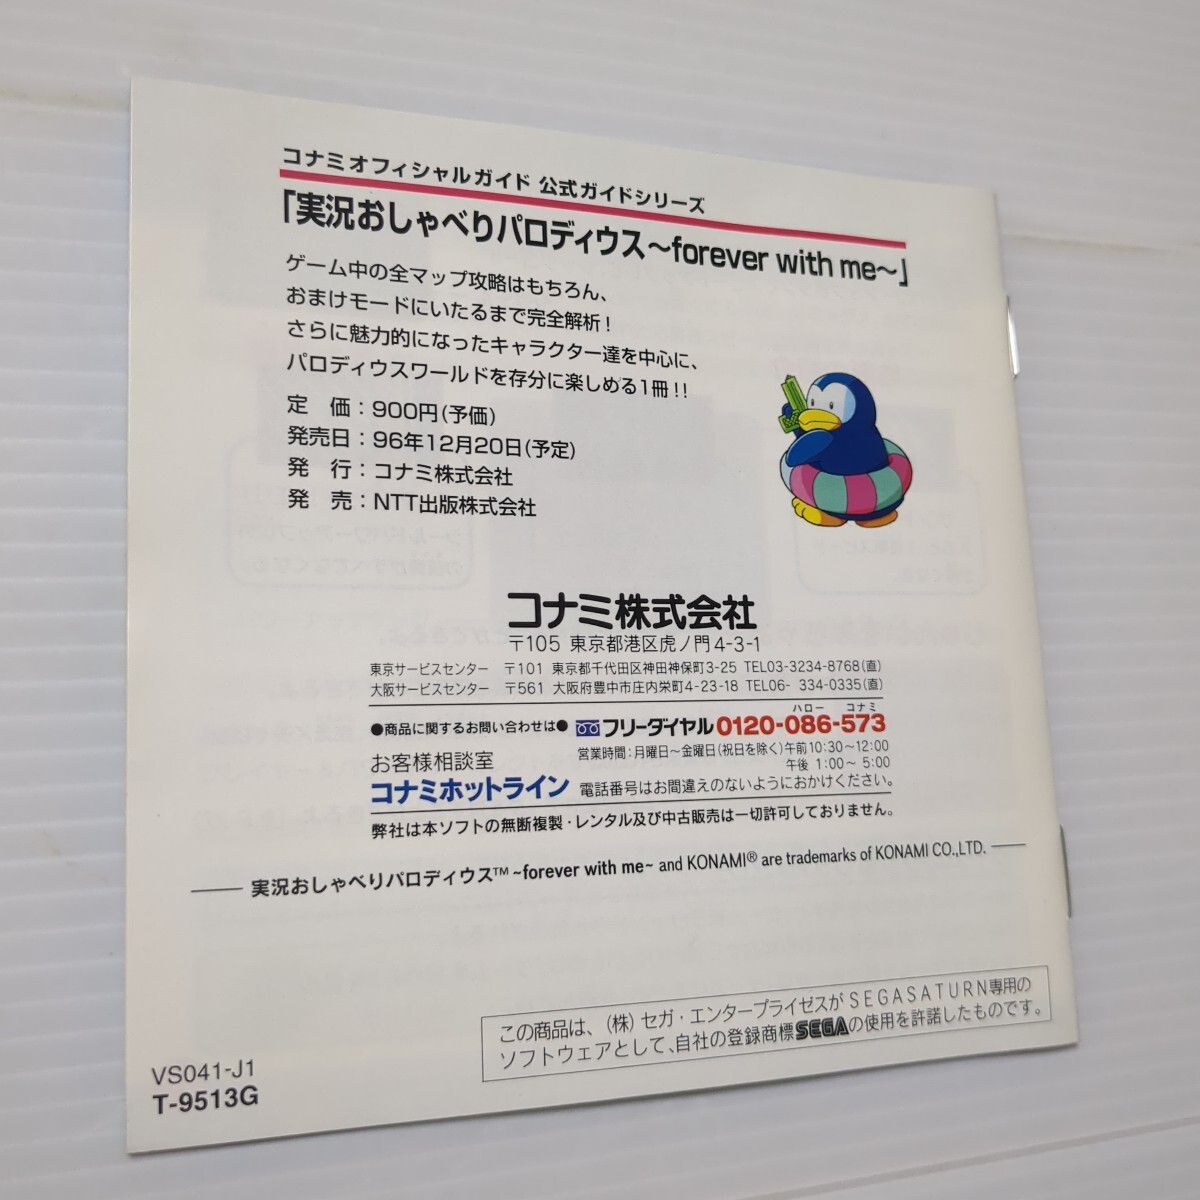 コナミオフィシャルガイド 公式ガイドシリーズ
「実況おしゃべりパロディウス～forever with me～」
ゲーム中の全マップ攻略はもちろん、
おまけモードにいたるまで完全解析！
さらに魅力的になったキャラクター達を中心に、
パロディウスワールドを存分に楽しめる1冊!!
定　価：900円(予価)
発売日：96年12月20日(予定)
発　行：コナミ株式会社
発　売：NTT出版株式会社
コナミ株式会社
〒105 東京都港区虎ノ門4-3-1
東京サービスセンター 〒101 東京都千代田区神田神保町3-25 TEL03-3234-8768(直)
大阪サービスセンター 〒561 大阪府豊中市庄内栄町4-23-18 TEL06- 334-0335(直)
ハロー コナミ
●商品に関するお問い合わせは● フリーダイヤル0120-086-573
お客様相談室
営業時間：月曜日～金曜日(祝日を除く)午前10:30～12:00
午後 1:00～ 5:00
コナミホットライン 電話番号はお間違えのないようにおかけください。
弊社は本ソフトの無断複製・レンタル及び中古販売は一切許可しておりません。
実況おしゃべりパロディウス™ ~forever with me~ and KONAMI® are trademarks of KONAMI CO.,LTD.
この商品は、(株)セガ・エンタープライゼスがSEGASATURN専用の
ソフトウェアとして、自社の登録商標SEGAの使用を許諾したものです。
VS041-J1
T-9513G